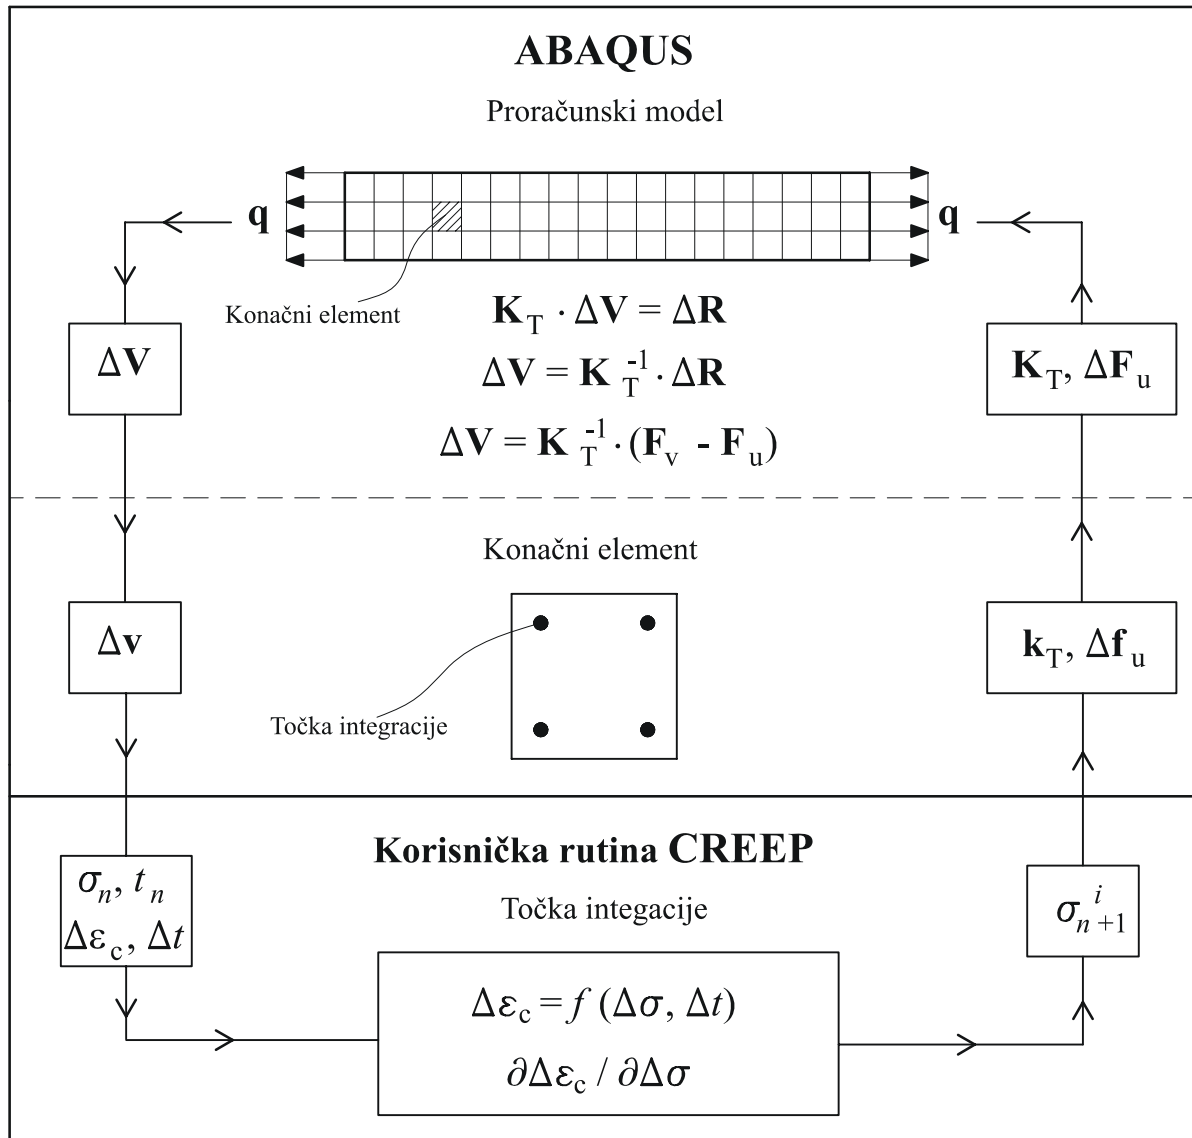 ABAQUS
Proračunski model
q
q
Konačni element
K_T · ΔV = ΔR
ΔV = K_T^-1 · ΔR
ΔV = K_T^-1 · (F_v - F_u)
ΔV
K_T, ΔF_u
Konačni element
Δv
k_T, Δf_u
Točka integracije
Korisnička rutina CREEP
Točka integacije
σ_n, t_n
Δε_c, Δt
σ_n+1^i
Δε_c = f (Δσ, Δt)
∂Δε_c / ∂Δσ